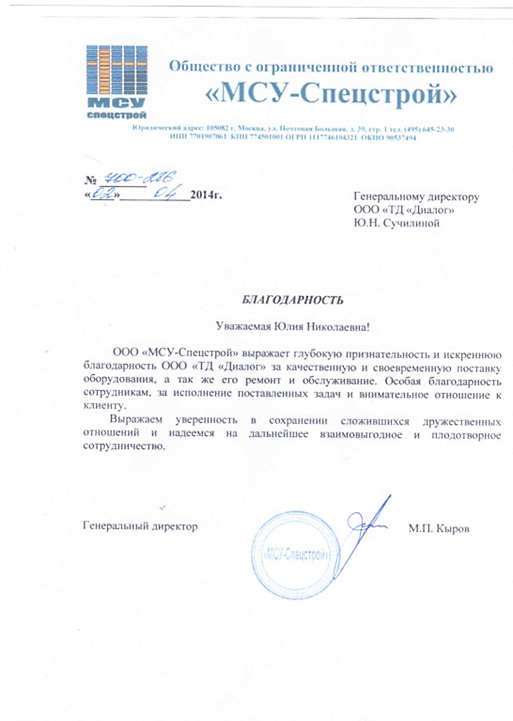 МСУ
спецстрой
Общество с ограниченной ответственностью
«МСУ-Спецстрой»
Юридический адрес: 105082 г. Москва, ул. Почтовая Большая, д. 39, стр. 1 тел. (495) 645-23-30
ИНН 7701907061 КПП 774501001 ОГРН 1117746104321 ОКПО 90537494
№ 700-286
«02» 04 2014г.
Генеральному директору
ООО «ТД «Диалог»
Ю.Н. Сучилиной
БЛАГОДАРНОСТЬ
Уважаемая Юлия Николаевна!
ООО «МСУ-Спецстрой» выражает глубокую признательность и искреннюю
благодарность ООО «ТД «Диалог» за качественную и своевременную поставку
оборудования, а так же его ремонт и обслуживание. Особая благодарность
сотрудникам, за исполнение поставленных задач и внимательное отношение к
клиенту.
Выражаем уверенность в сохранении сложившихся дружественных
отношений и надеемся на дальнейшее взаимовыгодное и плодотворное
сотрудничество.
Генеральный директор
«МСУ-Спецстрой»
М.П. Кыров